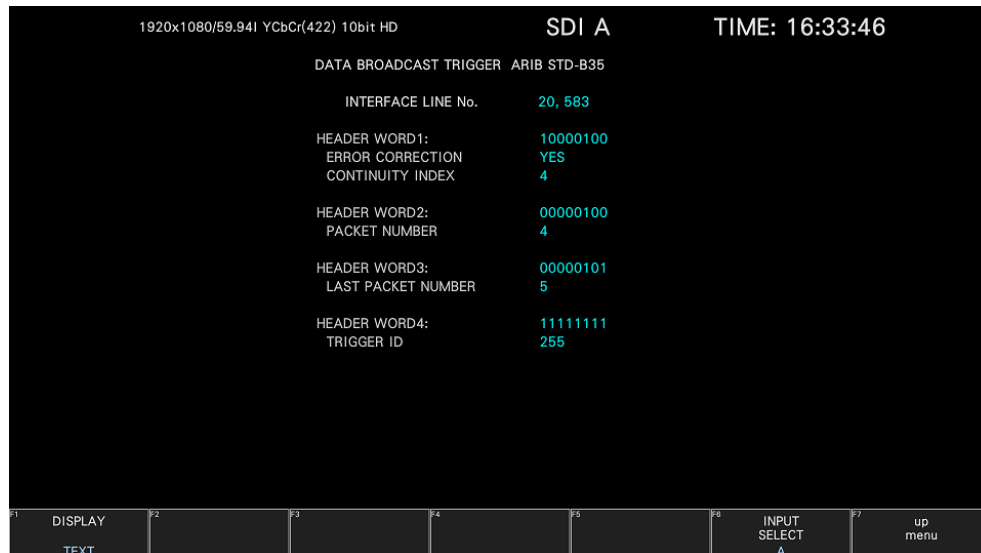 1920x1080/59.94I YCbCr(422) 10bit HD SDI A TIME: 16:33:46
DATA BROADCAST TRIGGER ARIB STD-B35
INTERFACE LINE No. 20, 583
HEADER WORD1: 10000100
ERROR CORRECTION YES
CONTINUITY INDEX 4
HEADER WORD2: 00000100
PACKET NUMBER 4
HEADER WORD3: 00000101
LAST PACKET NUMBER 5
HEADER WORD4: 11111111
TRIGGER ID 255
F1 DISPLAY F2 F3 F4 F5 F6 INPUT F7 up
SELECT menu
TEXT A